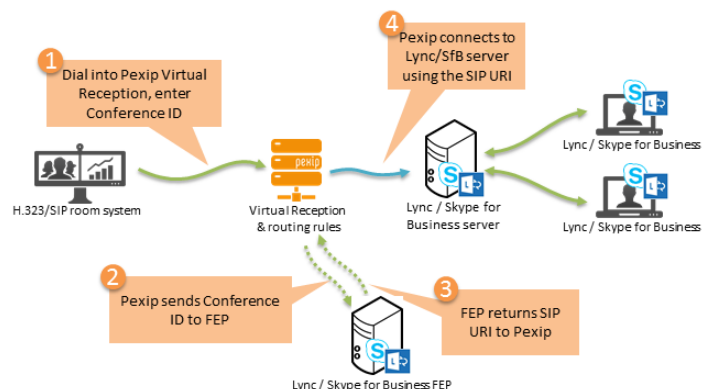 1
Dial into Pexip Virtual
Reception, enter
Conference ID
4
Pexip connects to
Lync/SfB server
using the SIP URI
pexip
H.323/SIP room system
Virtual Reception
& routing rules
Lync / Skype for
Business server
Lync / Skype for Business
Lync / Skype for Business
2
Pexip sends Conference
ID to FEP
3
FEP returns SIP
URI to Pexip
Lync / Skype for Business FEP